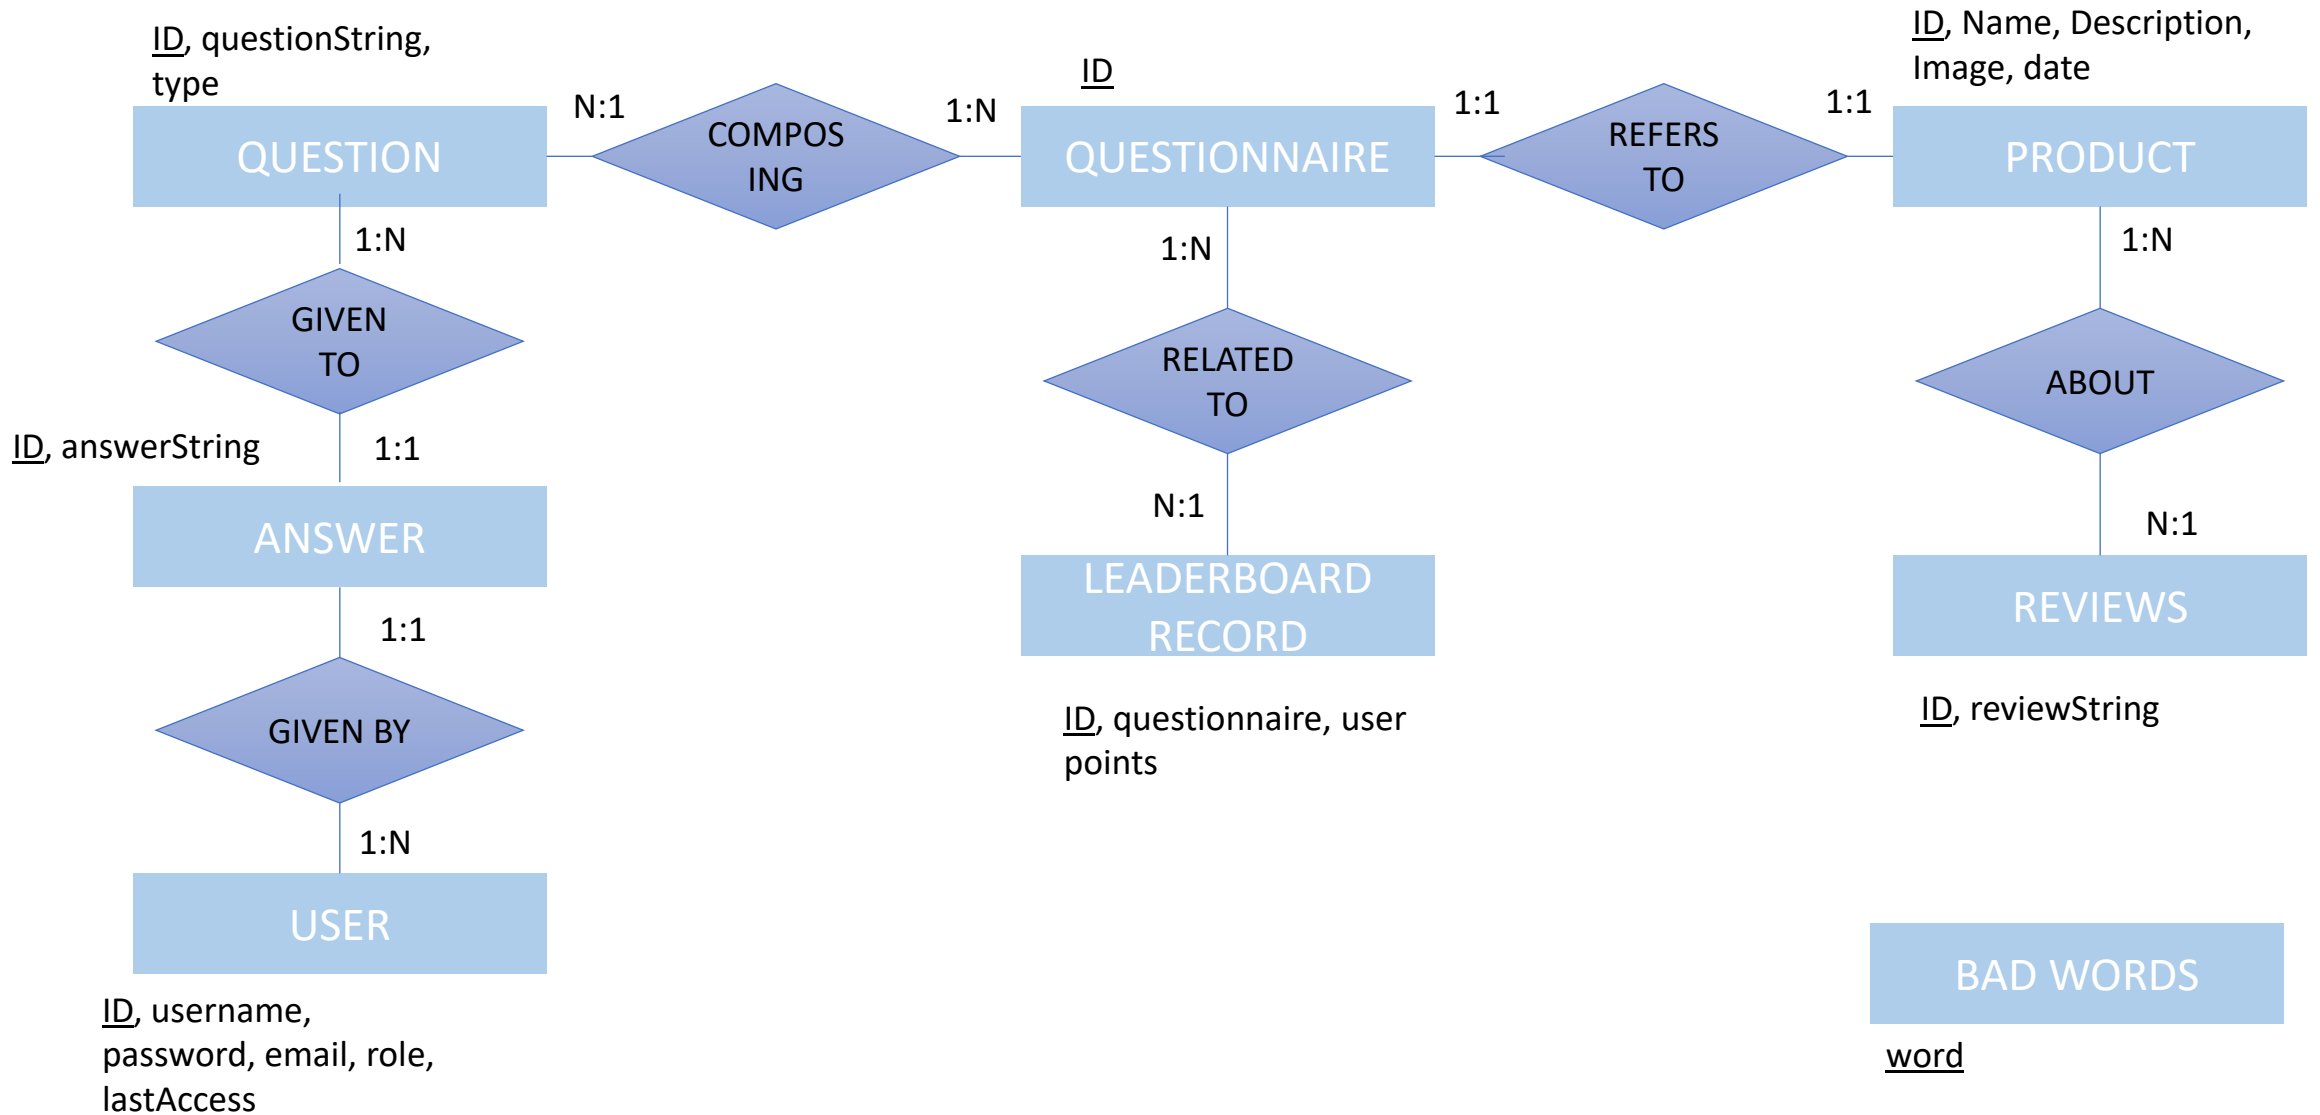 ID, questionString,
type
QUESTION
N:1
COMPOS
ING
1:N
ID
QUESTIONNAIRE
1:1
REFERS
TO
1:1
ID, Name, Description,
Image, date
PRODUCT
1:N
GIVEN
TO
1:1
ID, answerString
ANSWER
1:1
GIVEN BY
1:N
USER
ID, username,
password, email, role,
lastAccess
1:N
RELATED
TO
N:1
LEADERBOARD
RECORD
ID, questionnaire, user
points
1:N
ABOUT
N:1
REVIEWS
ID, reviewString
BAD WORDS
word